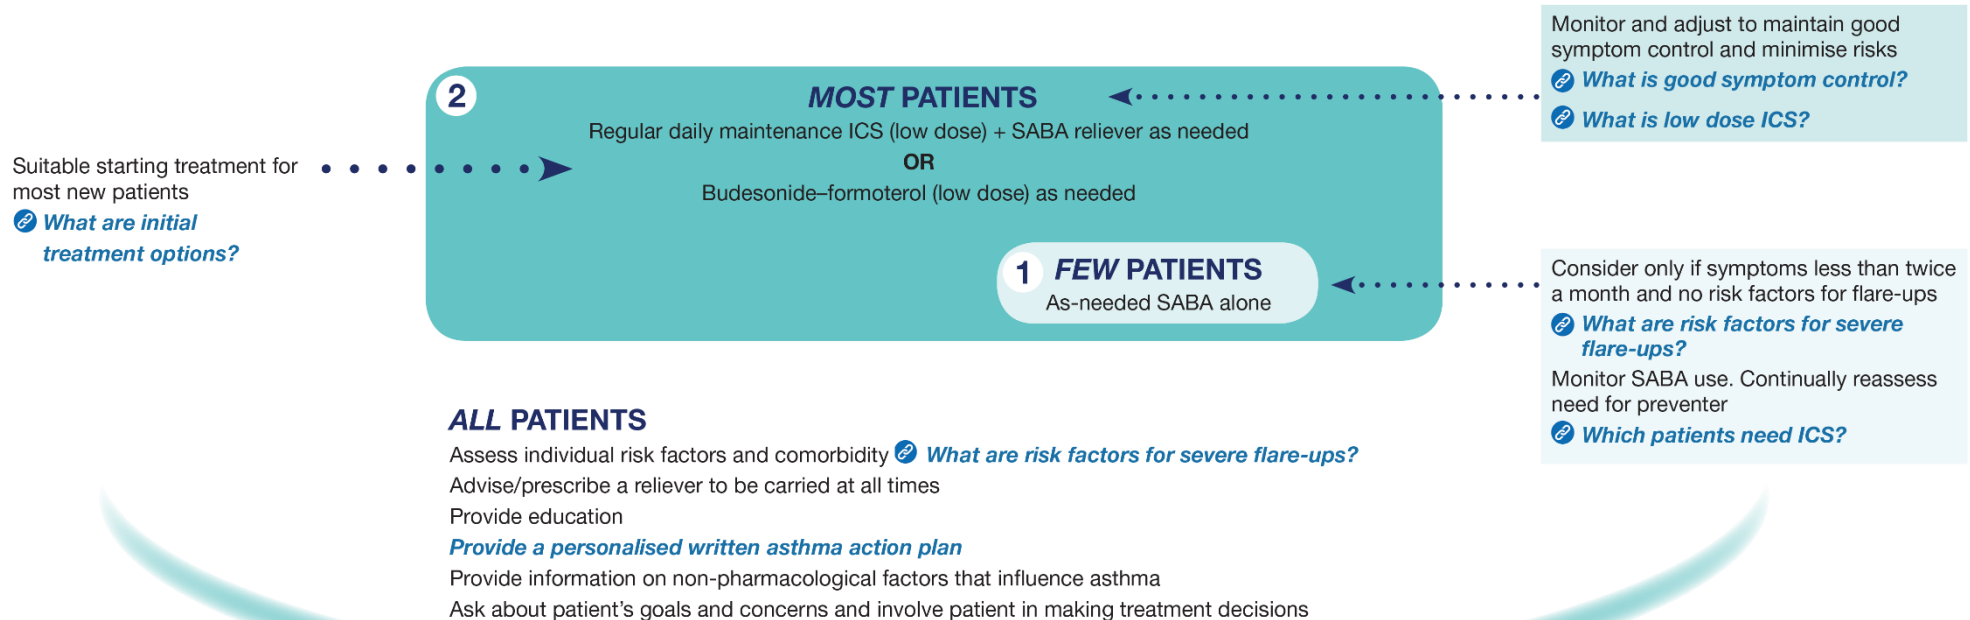 Monitor and adjust to maintain good
symptom control and minimise risks
What is good symptom control?
What is low dose ICS?
2
MOST PATIENTS
Regular daily maintenance ICS (low dose) + SABA reliever as needed
OR
Budesonide–formoterol (low dose) as needed
Suitable starting treatment for
most new patients
What are initial
treatment options?
1
FEW PATIENTS
As-needed SABA alone
Consider only if symptoms less than twice
a month and no risk factors for flare-ups
What are risk factors for severe
flare-ups?
Monitor SABA use. Continually reassess
need for preventer
Which patients need ICS?
ALL PATIENTS
Assess individual risk factors and comorbidity What are risk factors for severe flare-ups?
Advise/prescribe a reliever to be carried at all times
Provide education
Provide a personalised written asthma action plan
Provide information on non-pharmacological factors that influence asthma
Ask about patient’s goals and concerns and involve patient in making treatment decisions